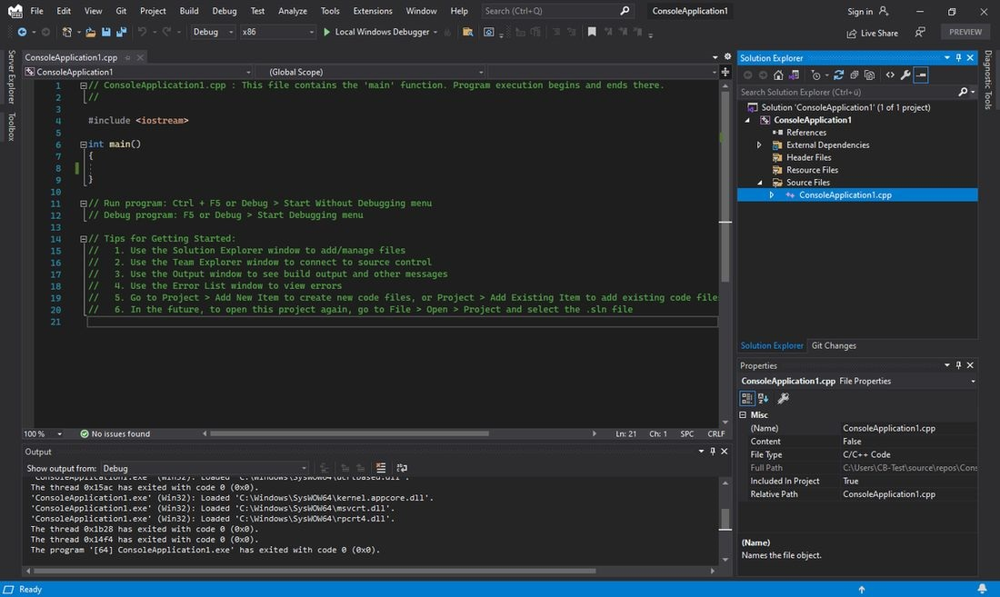 File Edit View Git Project Build Debug Test Analyze Tools Extensions Window Help Search (Ctrl+Q) ConsoleApplication1 Sign in
Debug x86 Local Windows Debugger Live Share PREVIEW
Server Explorer
Toolbox
ConsoleApplication1.cpp
ConsoleApplication1 (Global Scope)
1 // ConsoleApplication1.cpp : This file contains the 'main' function. Program execution begins and ends there.
2 //
3
4 #include <iostream>
5
6 int main()
7 {
8
9 }
10
11 // Run program: Ctrl + F5 or Debug > Start Without Debugging menu
12 // Debug program: F5 or Debug > Start Debugging menu
13
14 // Tips for Getting Started:
15 // 1. Use the Solution Explorer window to add/manage files
16 // 2. Use the Team Explorer window to connect to source control
17 // 3. Use the Output window to see build output and other messages
18 // 4. Use the Error List window to view errors
19 // 5. Go to Project > Add New Item to create new code files, or Project > Add Existing Item to add existing code files
20 // 6. In the future, to open this project again, go to File > Open > Project and select the .sln file
21
100 % No issues found Ln: 21 Ch: 1 SPC CRLF
Output
Show output from: Debug
'ConsoleApplication1.exe' (Win32): Loaded 'C:\Windows\SysWOW64\ucrtbased.dll'.
The thread 0x15ac has exited with code 0 (0x0).
'ConsoleApplication1.exe' (Win32): Loaded 'C:\Windows\SysWOW64\kernel.appcore.dll'.
'ConsoleApplication1.exe' (Win32): Loaded 'C:\Windows\SysWOW64\msvcrt.dll'.
'ConsoleApplication1.exe' (Win32): Loaded 'C:\Windows\SysWOW64\rpcrt4.dll'.
The thread 0x1b28 has exited with code 0 (0x0).
The thread 0x14f4 has exited with code 0 (0x0).
The program '[64] ConsoleApplication1.exe' has exited with code 0 (0x0).
Solution Explorer
Search Solution Explorer (Ctrl+ú)
Solution 'ConsoleApplication1' (1 of 1 project)
ConsoleApplication1
References
External Dependencies
Header Files
Resource Files
Source Files
ConsoleApplication1.cpp
Solution Explorer Git Changes
Properties
ConsoleApplication1.cpp File Properties
Misc
(Name) ConsoleApplication1.cpp
Content False
File Type C/C++ Code
Full Path C:\Users\CB-Test\source\repos\Cons
Included In Project True
Relative Path ConsoleApplication1.cpp
(Name)
Names the file object.
Diagnostic Tools
Ready